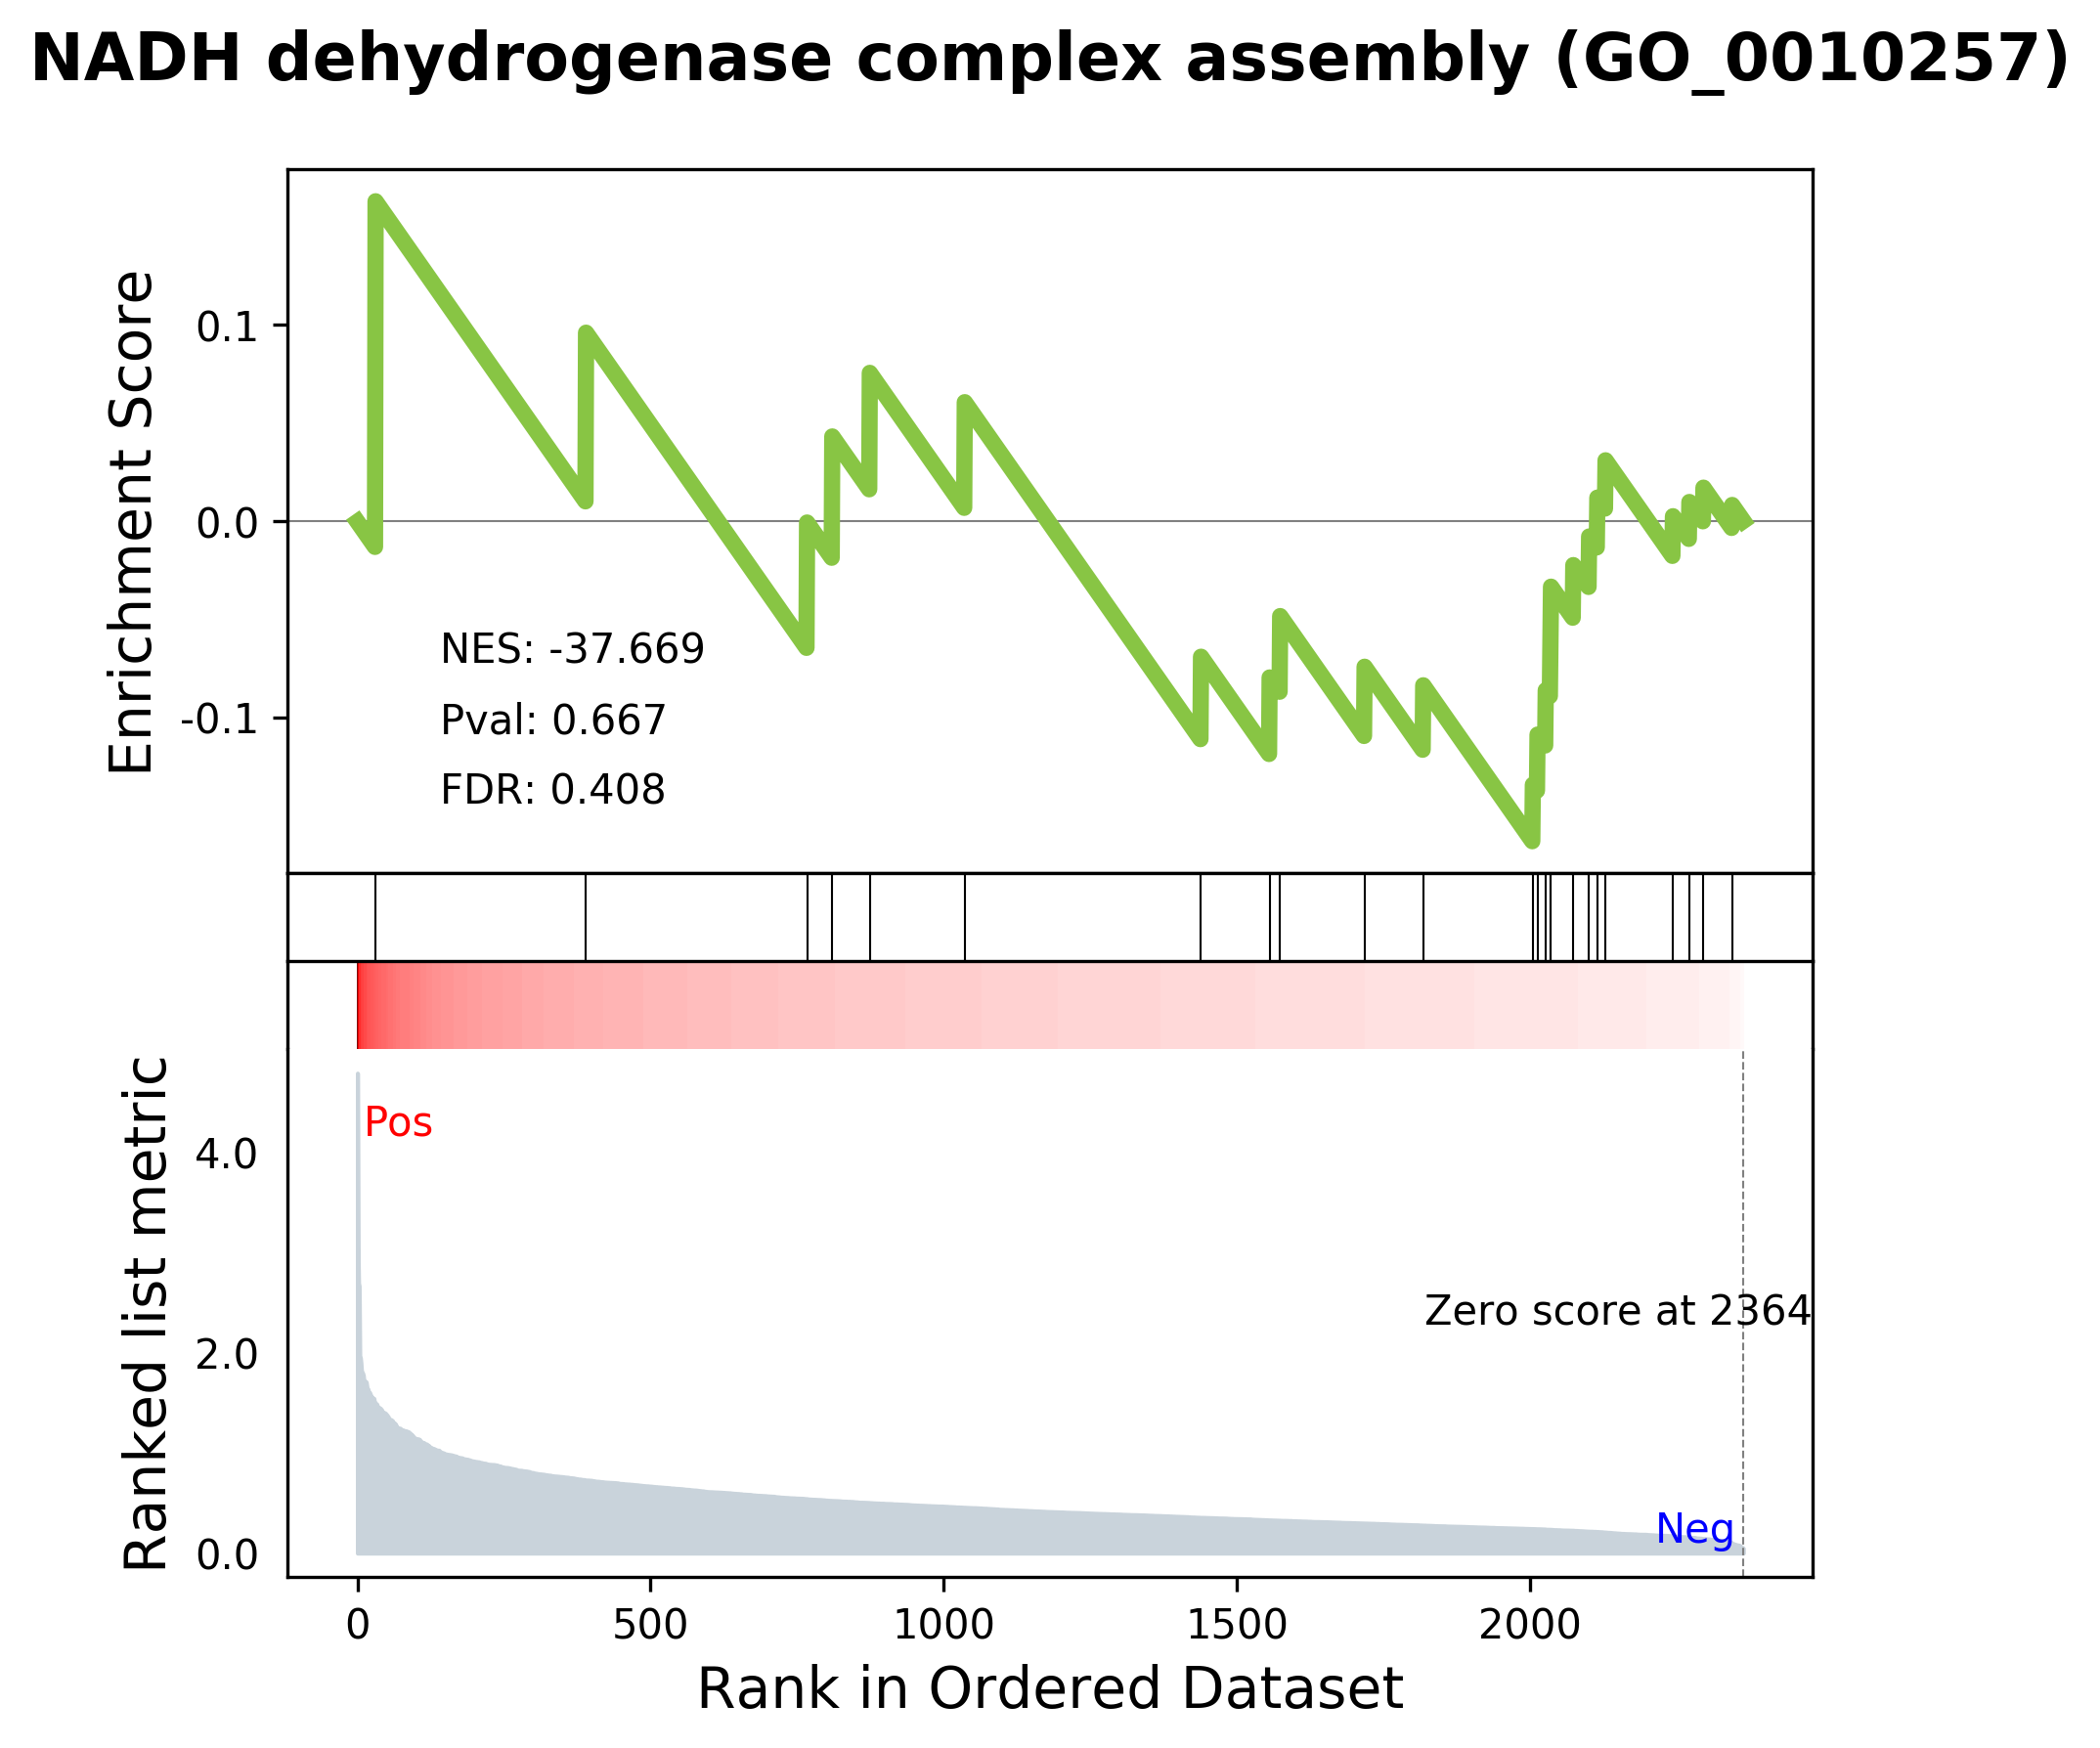 NADH dehydrogenase complex assembly (GO_0010257)
Enrichment Score
0.1
0.0
-0.1
NES: -37.669
Pval: 0.667
FDR: 0.408
Ranked list metric
4.0
2.0
0.0
Pos
Zero score at 2364
Neg
0 500 1000 1500 2000
Rank in Ordered Dataset